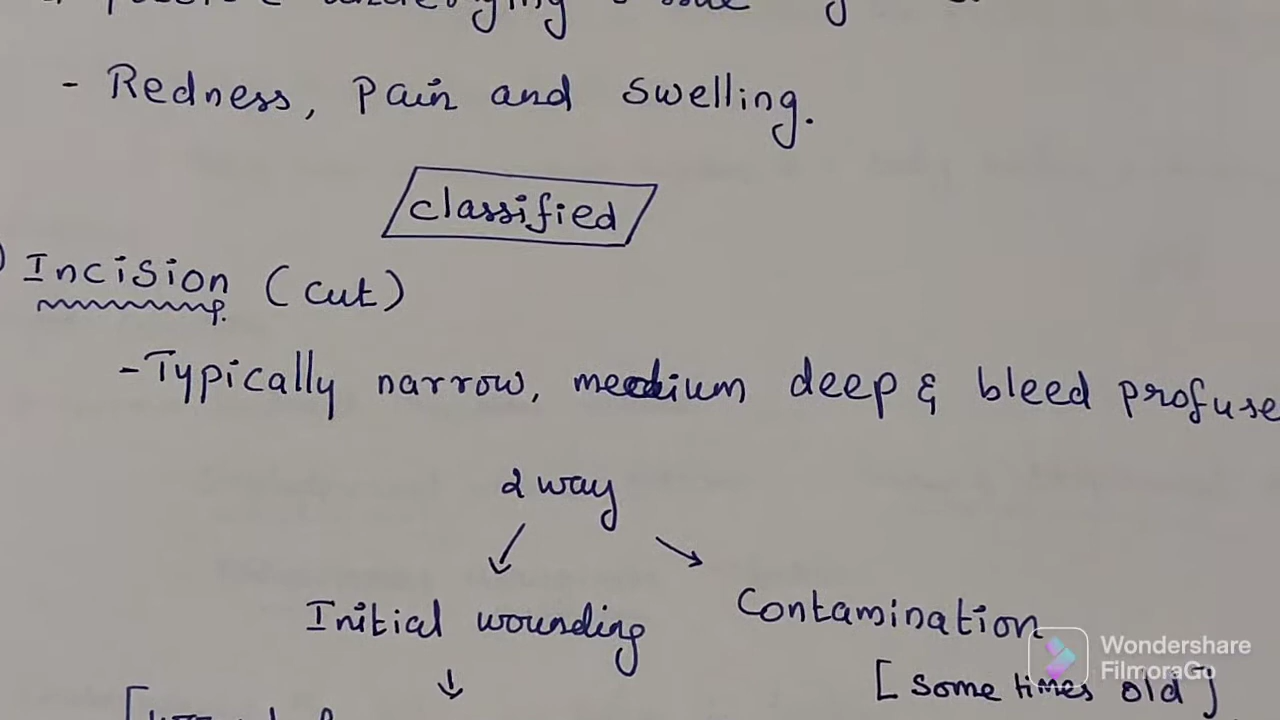 - Redness, pain and swelling.
classified
Incision (cut)
- Typically narrow, medium deep & bleed profuse
2 way
Initial wounding
Contamination
[some times old]
Wondershare
FilmoraGo